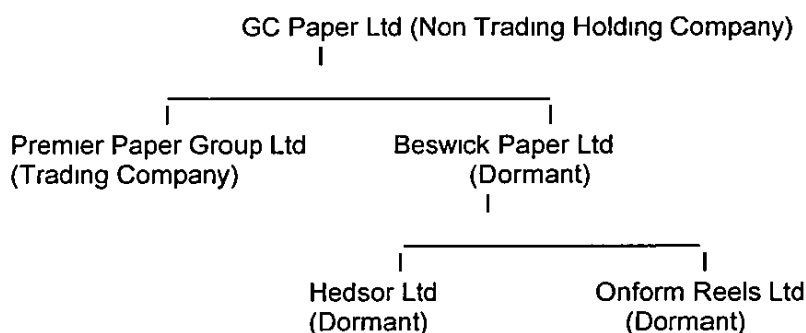 GC Paper Ltd (Non Trading Holding Company)
Premier Paper Group Ltd
(Trading Company)
Beswick Paper Ltd
(Dormant)
Hedsor Ltd
(Dormant)
Onform Reels Ltd
(Dormant)